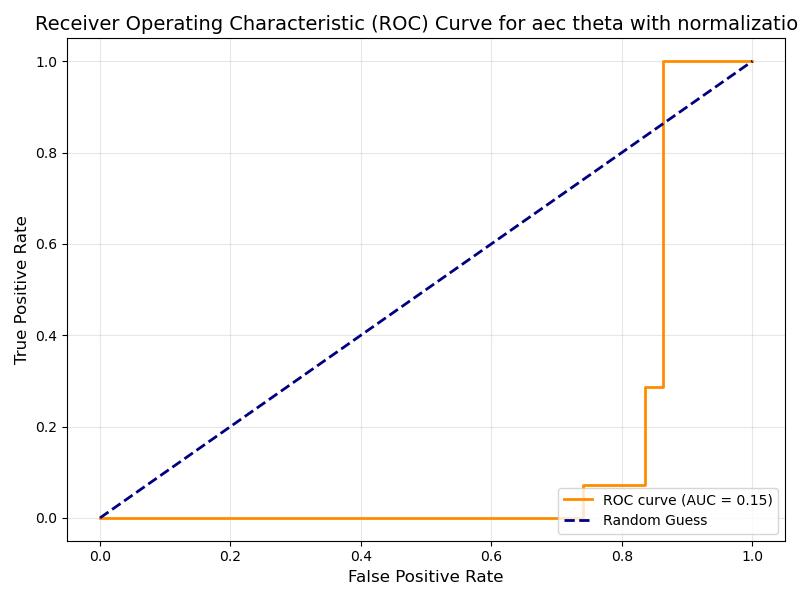 Receiver Operating Characteristic (ROC) Curve for aec theta with normalizatio
1.0
0.8
0.6
0.4
0.2
0.0
True Positive Rate
ROC curve (AUC = 0.15)
Random Guess
0.0 0.2 0.4 0.6 0.8 1.0
False Positive Rate